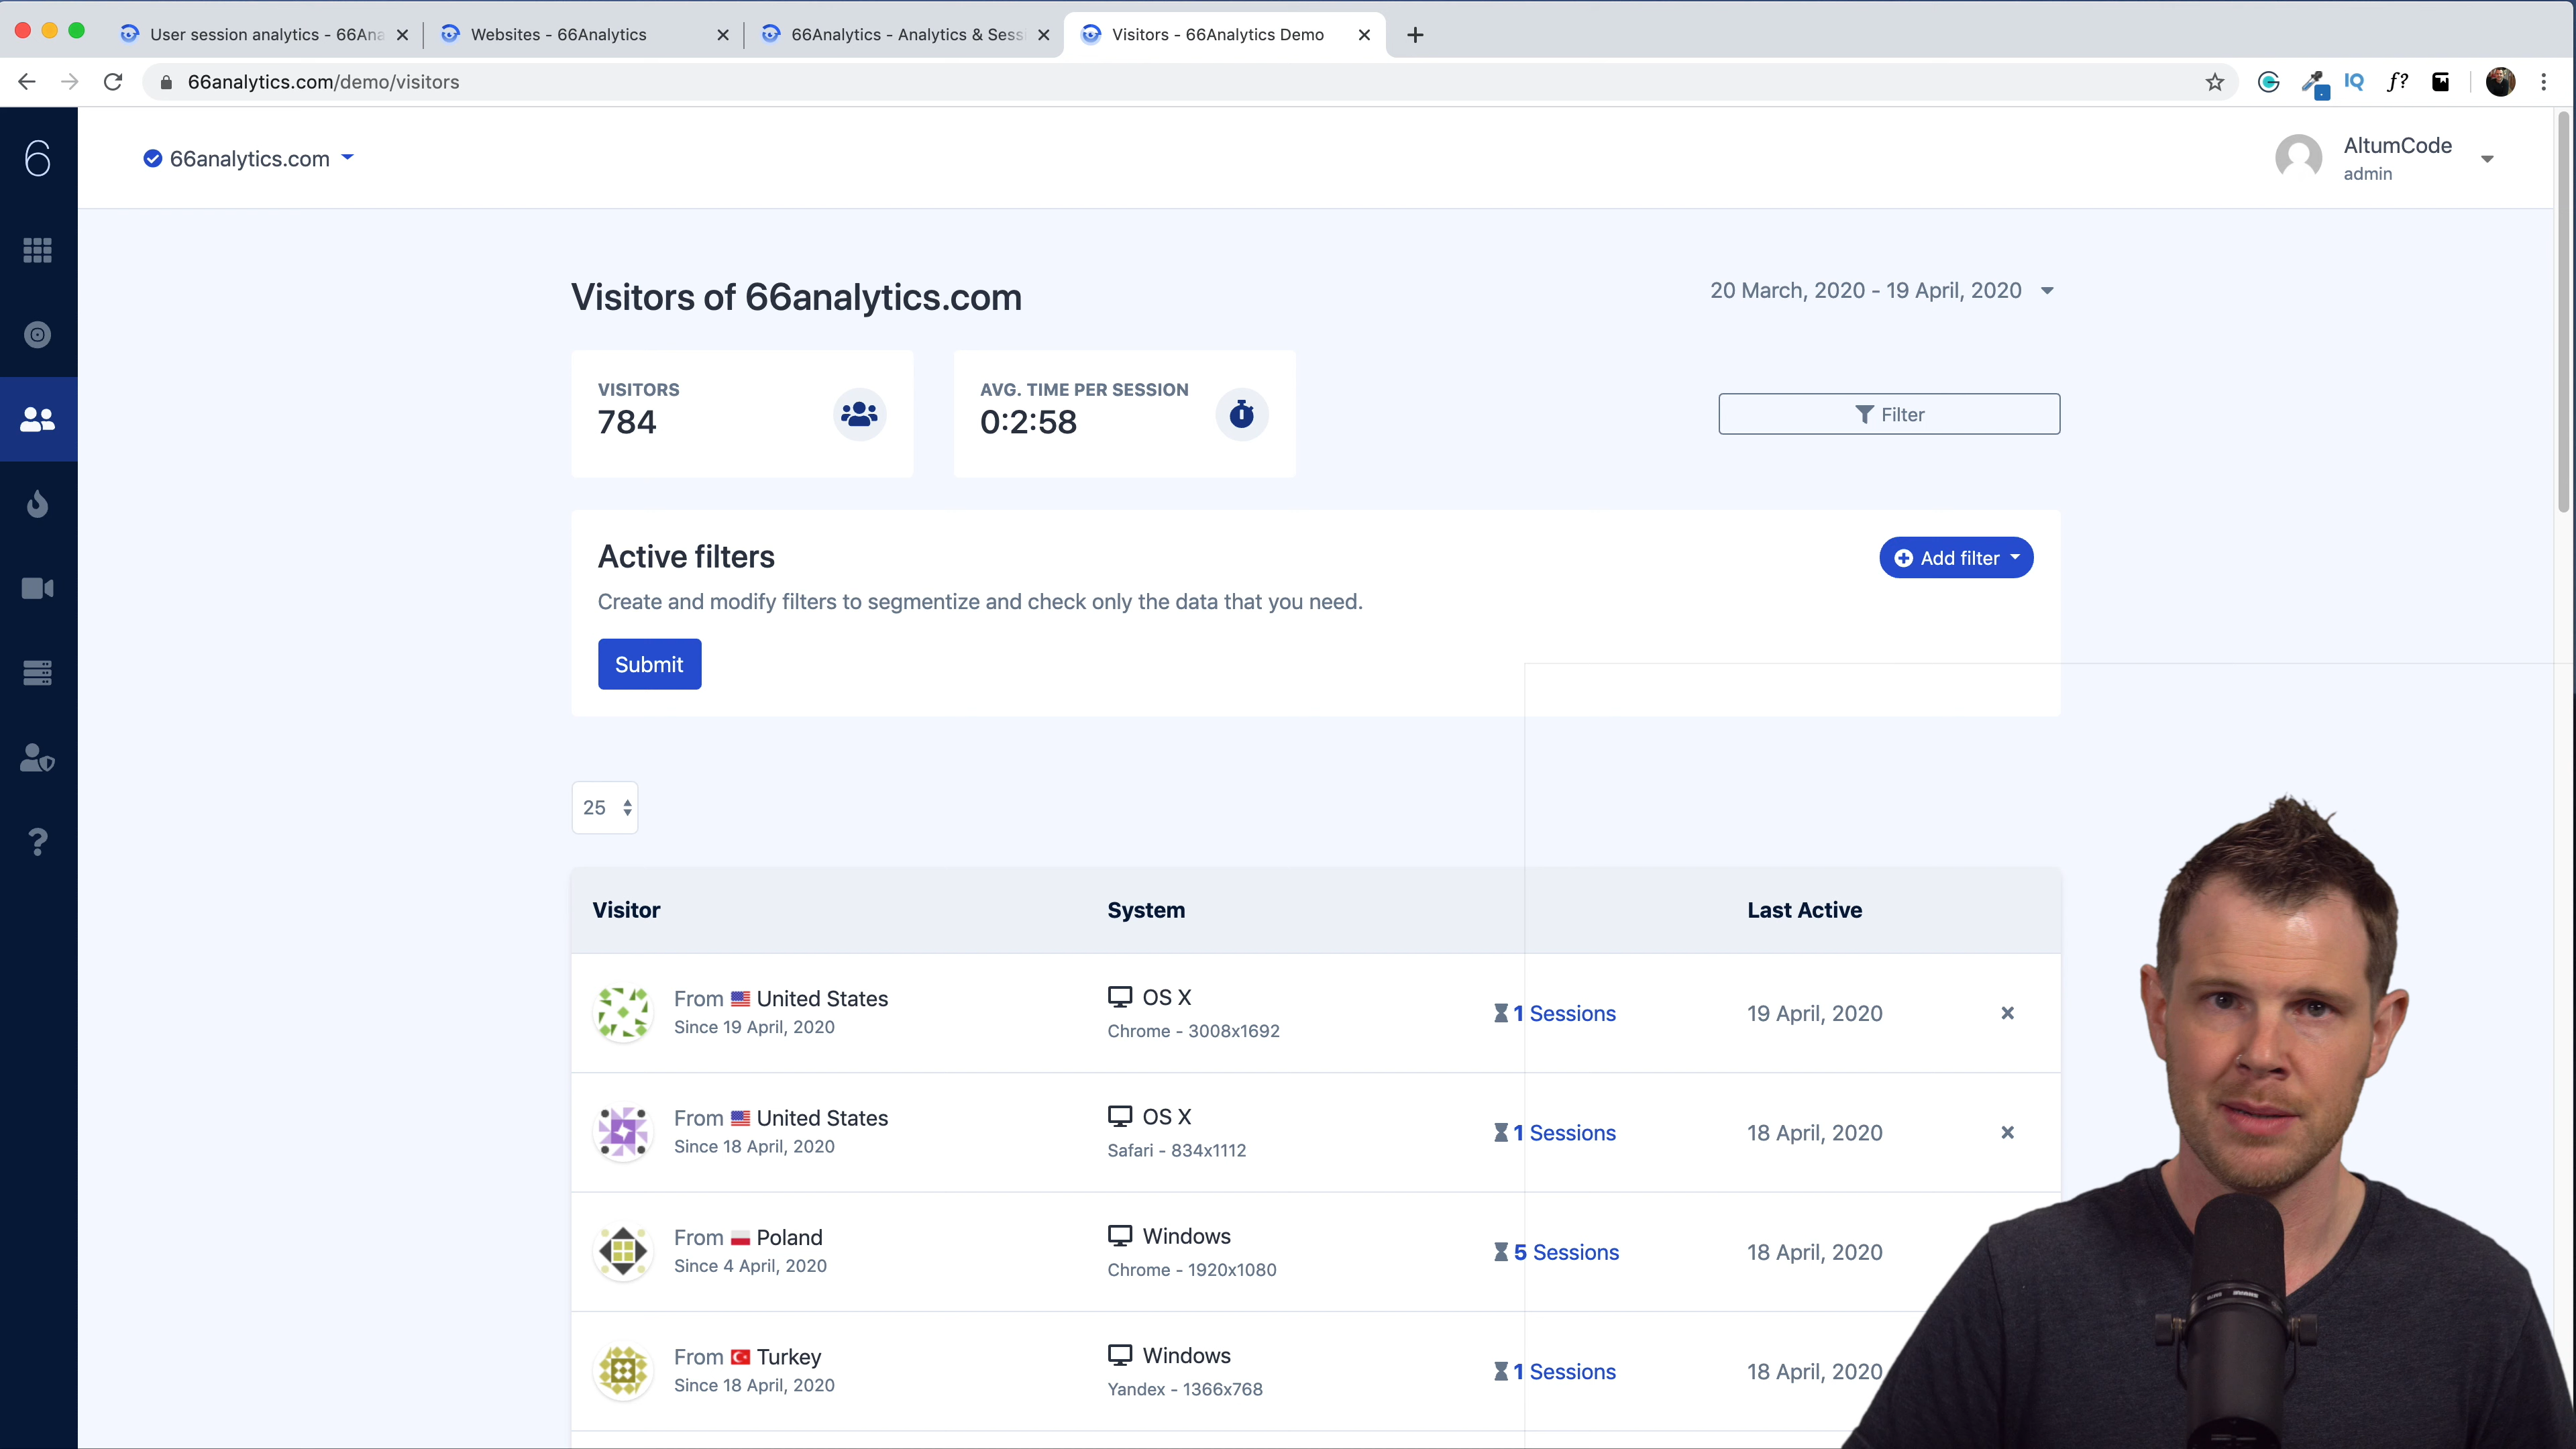 User session analytics - 66Ana
Websites - 66Analytics
66Analytics - Analytics & Sess
Visitors - 66Analytics Demo
66analytics.com/demo/visitors
IQ
f?
6
66analytics.com
AltumCode
admin
Visitors of 66analytics.com
20 March, 2020 - 19 April, 2020
VISITORS
784
AVG. TIME PER SESSION
0:2:58
Filter
Active filters
Add filter
Create and modify filters to segmentize and check only the data that you need.
Submit
25
Visitor System Last Active
From United States
Since 19 April, 2020
OS X
Chrome - 3008x1692
1 Sessions
19 April, 2020
From United States
Since 18 April, 2020
OS X
Safari - 834x1112
1 Sessions
18 April, 2020
From Poland
Since 4 April, 2020
Windows
Chrome - 1920x1080
5 Sessions
18 April, 2020
From Turkey
Since 18 April, 2020
Windows
Yandex - 1366x768
1 Sessions
18 April, 2020